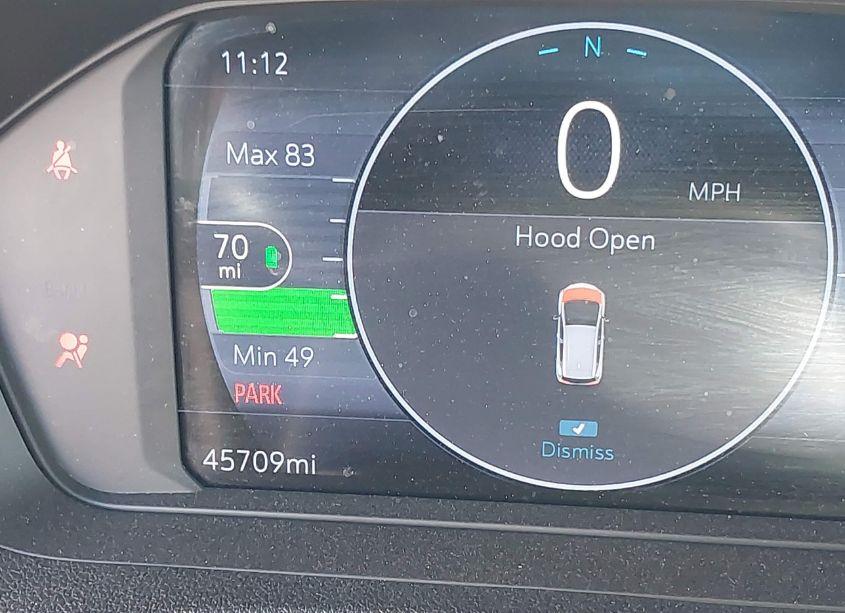 11:12
N
0
MPH
Max 83
70
mi
Hood Open
Min 49
PARK
Dismiss
45709mi